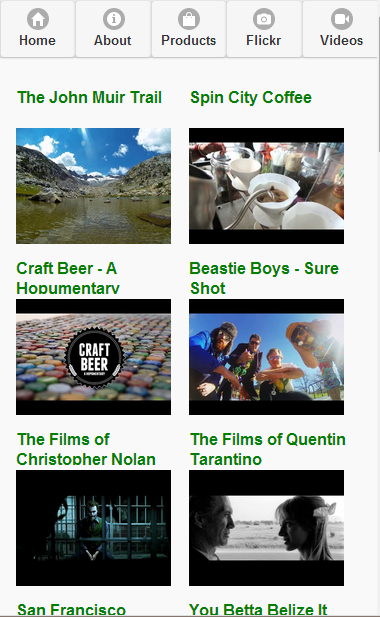 Home About Products Flickr Videos
The John Muir Trail
Spin City Coffee
Craft Beer - A
Hopumentary
Beastie Boys - Sure
Shot
CRAFT
BEER
A HOPUMENTARY
The Films of
Christopher Nolan
The Films of Quentin
Tarantino
San Francisco
You Betta Belize It